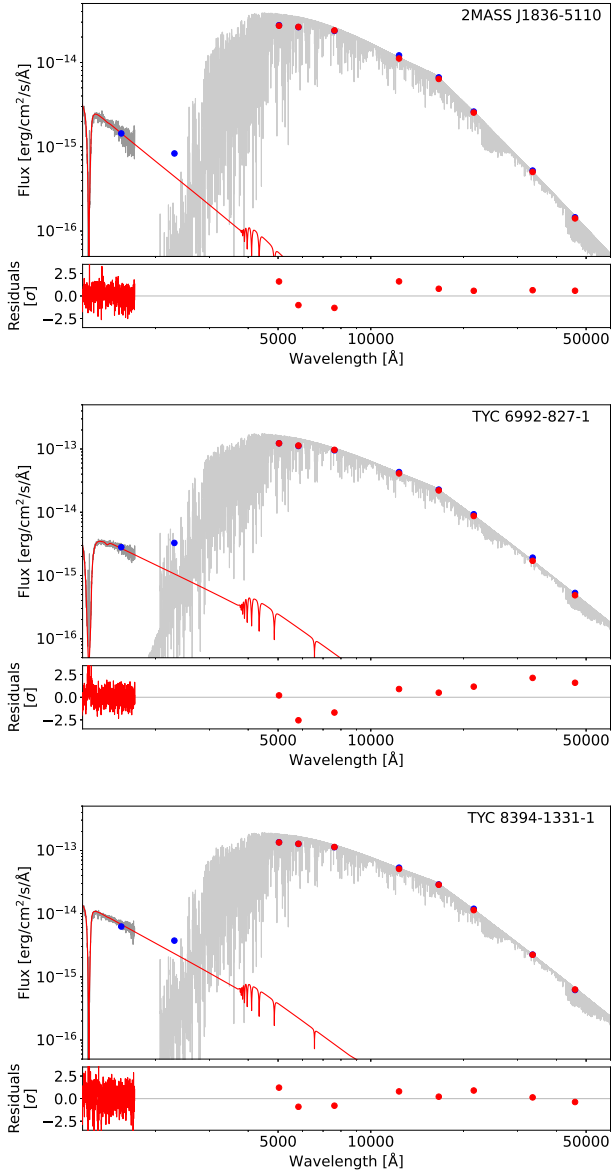 2MASS J1836-5110
10⁻¹⁴
10⁻¹⁵
10⁻¹⁶
Flux [erg/cm²/s/Å]
2.5
0.0
−2.5
Residuals
[σ]
5000 10000 50000
Wavelength [Å]
TYC 6992-827-1
10⁻¹³
10⁻¹⁴
10⁻¹⁵
10⁻¹⁶
Flux [erg/cm²/s/Å]
2.5
0.0
−2.5
Residuals
[σ]
5000 10000 50000
Wavelength [Å]
TYC 8394-1331-1
10⁻¹³
10⁻¹⁴
10⁻¹⁵
10⁻¹⁶
Flux [erg/cm²/s/Å]
2.5
0.0
−2.5
Residuals
[σ]
5000 10000 50000
Wavelength [Å]